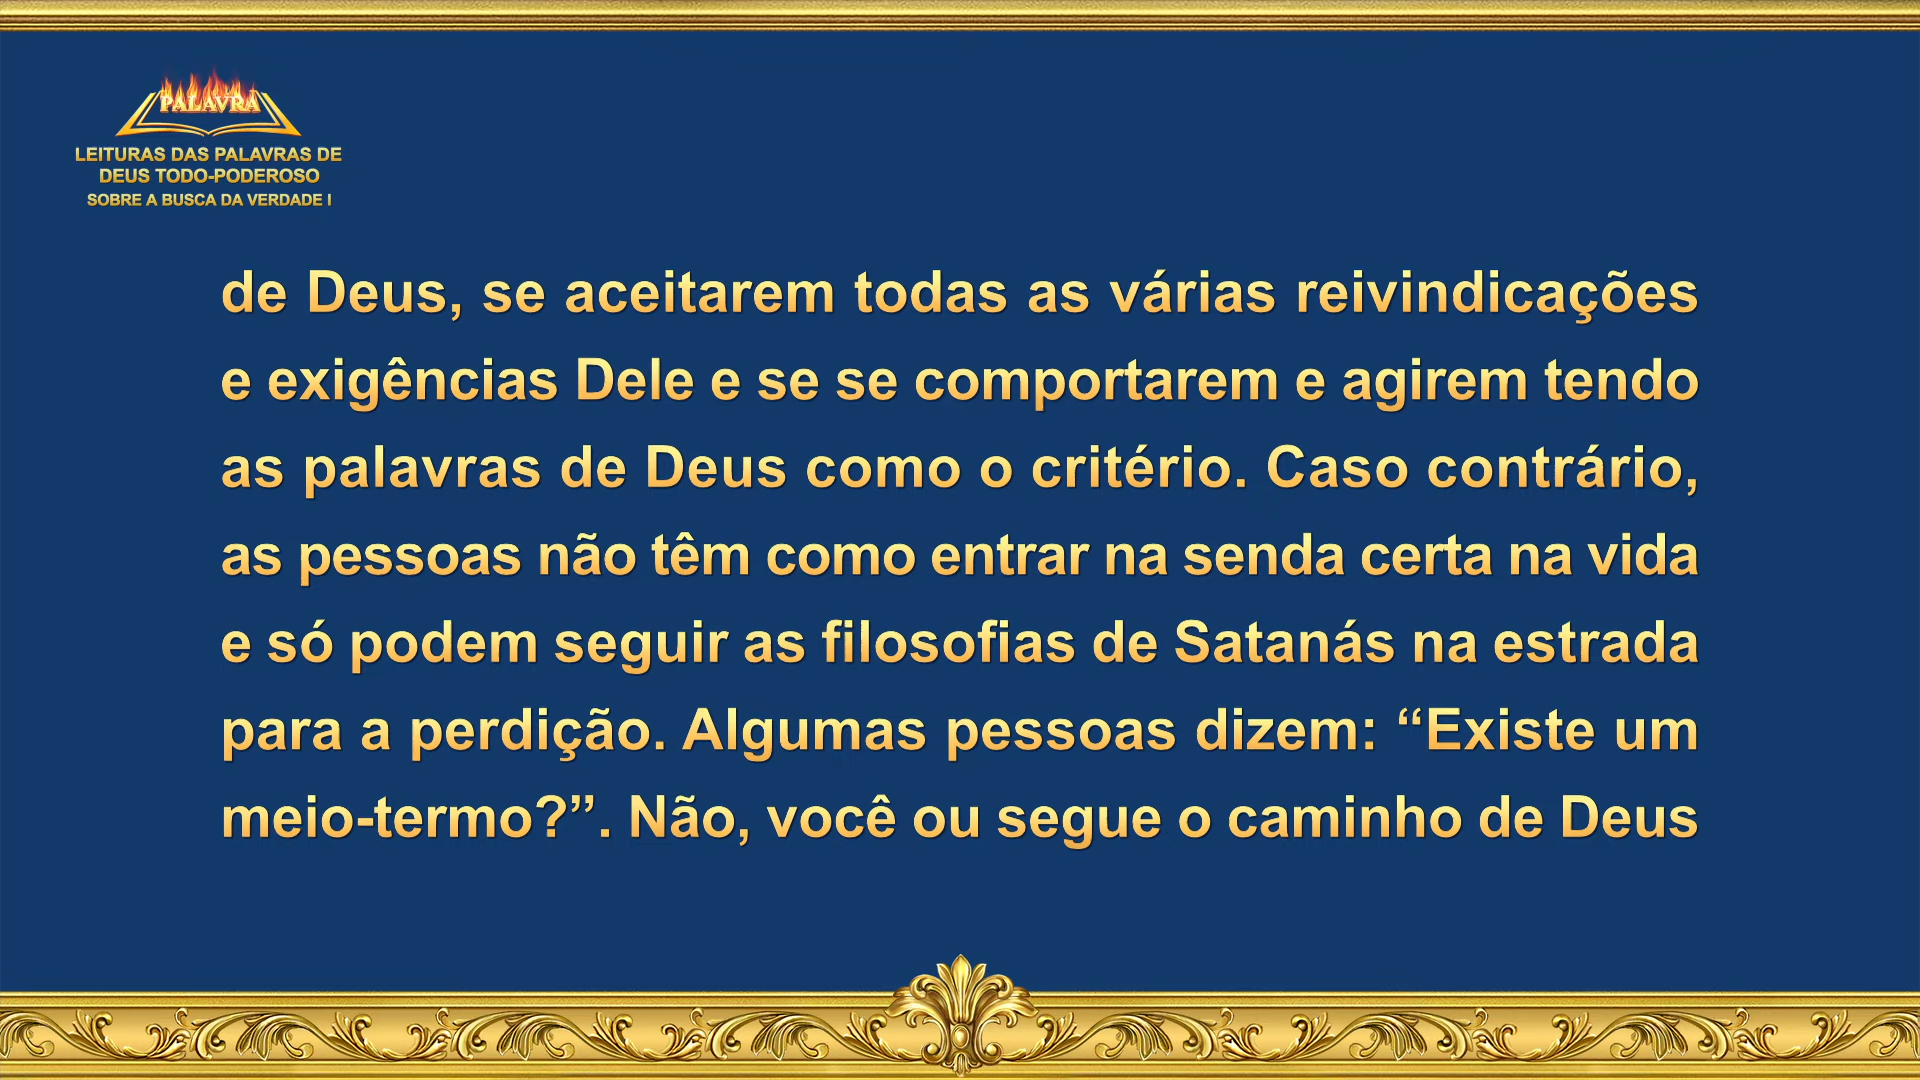 PALAVRA
LEITURAS DAS PALAVRAS DE
DEUS TODO-PODEROSO
SOBRE A BUSCA DA VERDADE I
de Deus, se aceitarem todas as várias reivindicações
e exigências Dele e se se comportarem e agirem tendo
as palavras de Deus como o critério. Caso contrário,
as pessoas não têm como entrar na senda certa na vida
e só podem seguir as filosofias de Satanás na estrada
para a perdição. Algumas pessoas dizem: “Existe um
meio-termo?”. Não, você ou segue o caminho de Deus